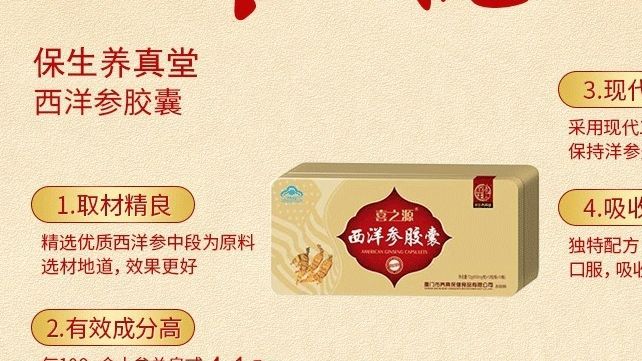 保生养真堂
西洋参胶囊
1.取材精良
精选优质西洋参中段为原料
选材地道,效果更好
2.有效成分高
喜之源
西洋参胶囊
AMERICAN GINSENG CAPSULETS
3.现代
采用现代
保持洋参
4.吸收
独特配方
口服,吸收